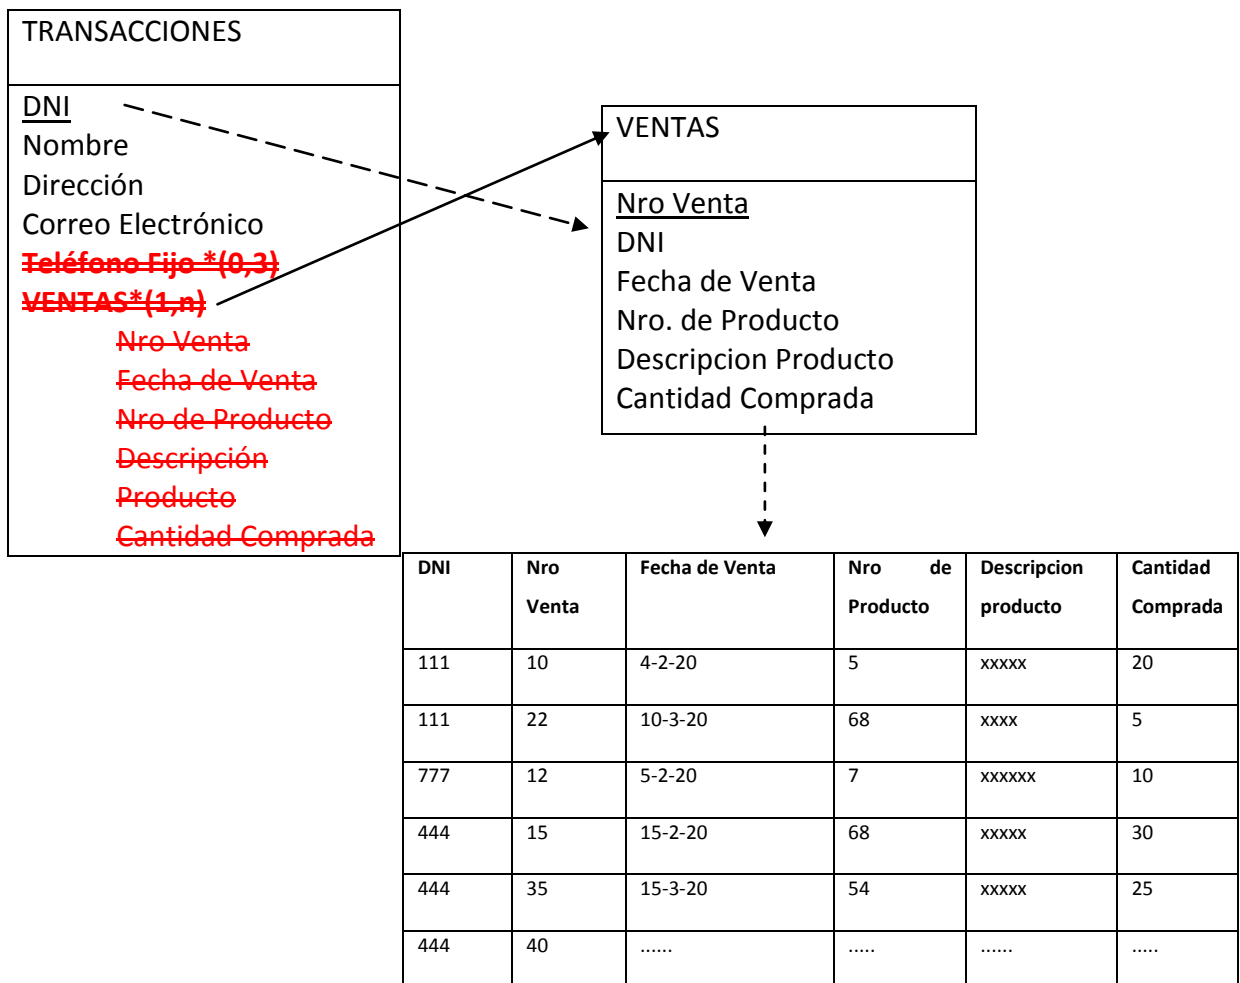 TRANSACCIONES
DNI
Nombre
Dirección
Correo Electrónico
Teléfono Fijo *(0,3)
VENTAS*(1,n)
Nro Venta
Fecha de Venta
Nro de Producto
Descripción
Producto
Cantidad Comprada
VENTAS
Nro Venta
DNI
Fecha de Venta
Nro. de Producto
Descripcion Producto
Cantidad Comprada
DNI Nro Venta Fecha de Venta Nro de Producto Descripcion producto Cantidad Comprada
111 10 4-2-20 5 xxxxx 20
111 22 10-3-20 68 xxxx 5
777 12 5-2-20 7 xxxxxx 10
444 15 15-2-20 68 xxxxx 30
444 35 15-3-20 54 xxxxx 25
444 40 ...... ..... ...... .....